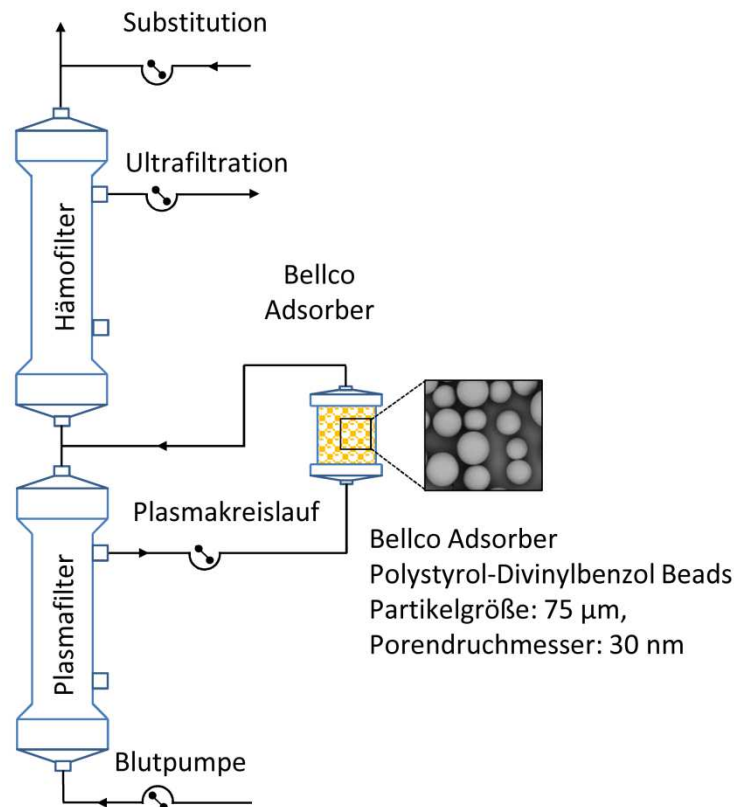 Substitution
Ultrafiltration
Hämofilter
Bellco
Adsorber
Plasmakreislauf
Bellco Adsorber
Polystyrol-Divinylbenzol Beads
Partikelgröße: 75 µm,
Porendruchmesser: 30 nm
Plasmafilter
Blutpumpe